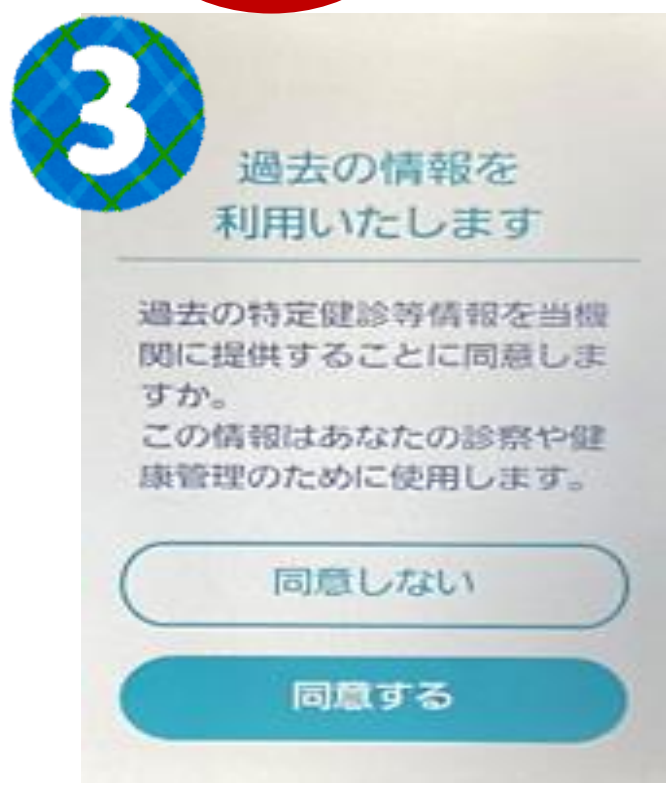 3
過去の情報を
利用いたします
過去の特定健診等情報を当機
関に提供することに同意しま
すか。
この情報はあなたの診察や健
康管理のために使用します。
同意しない
同意する